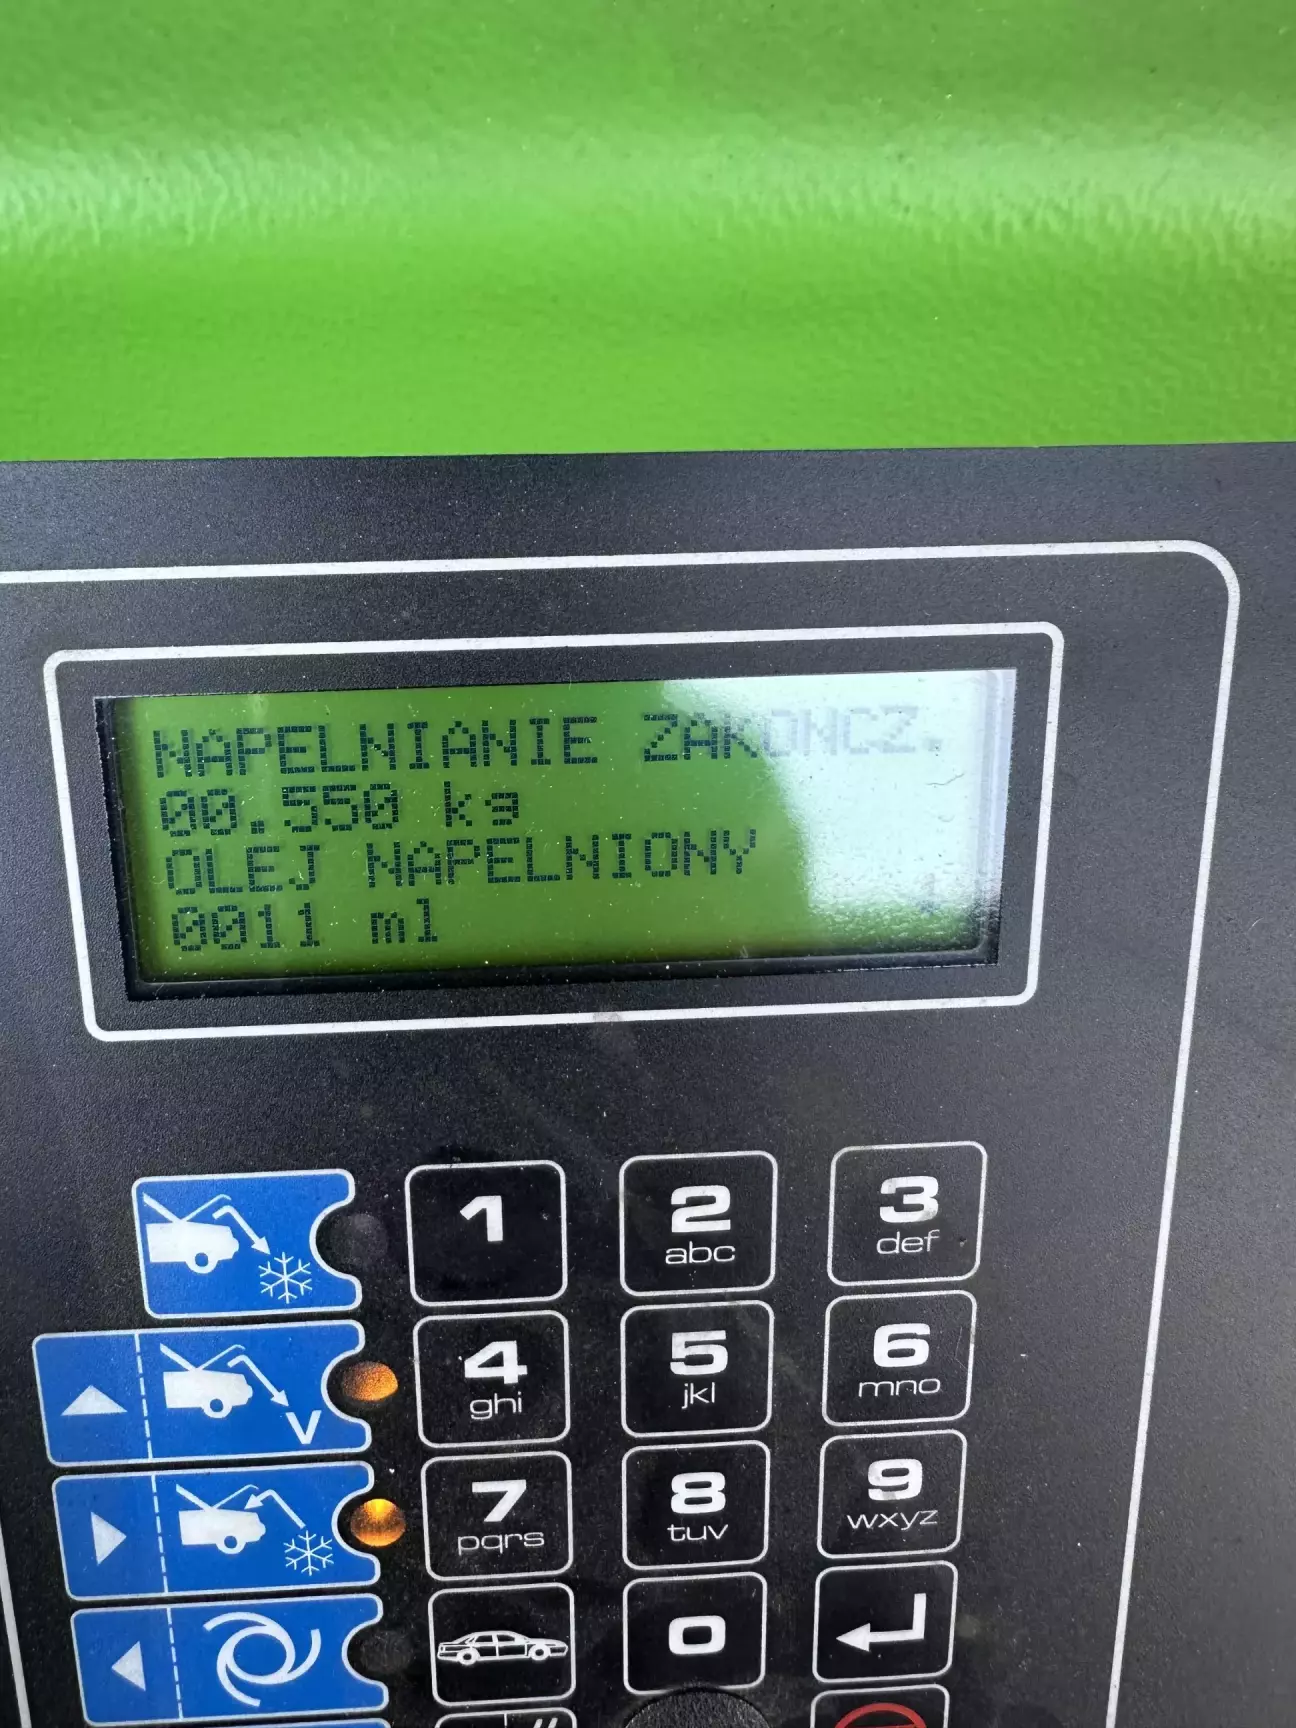 NAPELNIANIE ZAKONCZ.
00.550 kg
OLEJ NAPELNIONY
0011 ml
1
2
abc
3
def
V
4
ghi
5
jkl
6
mno
7
pqrs
8
tuv
9
wxyz
0